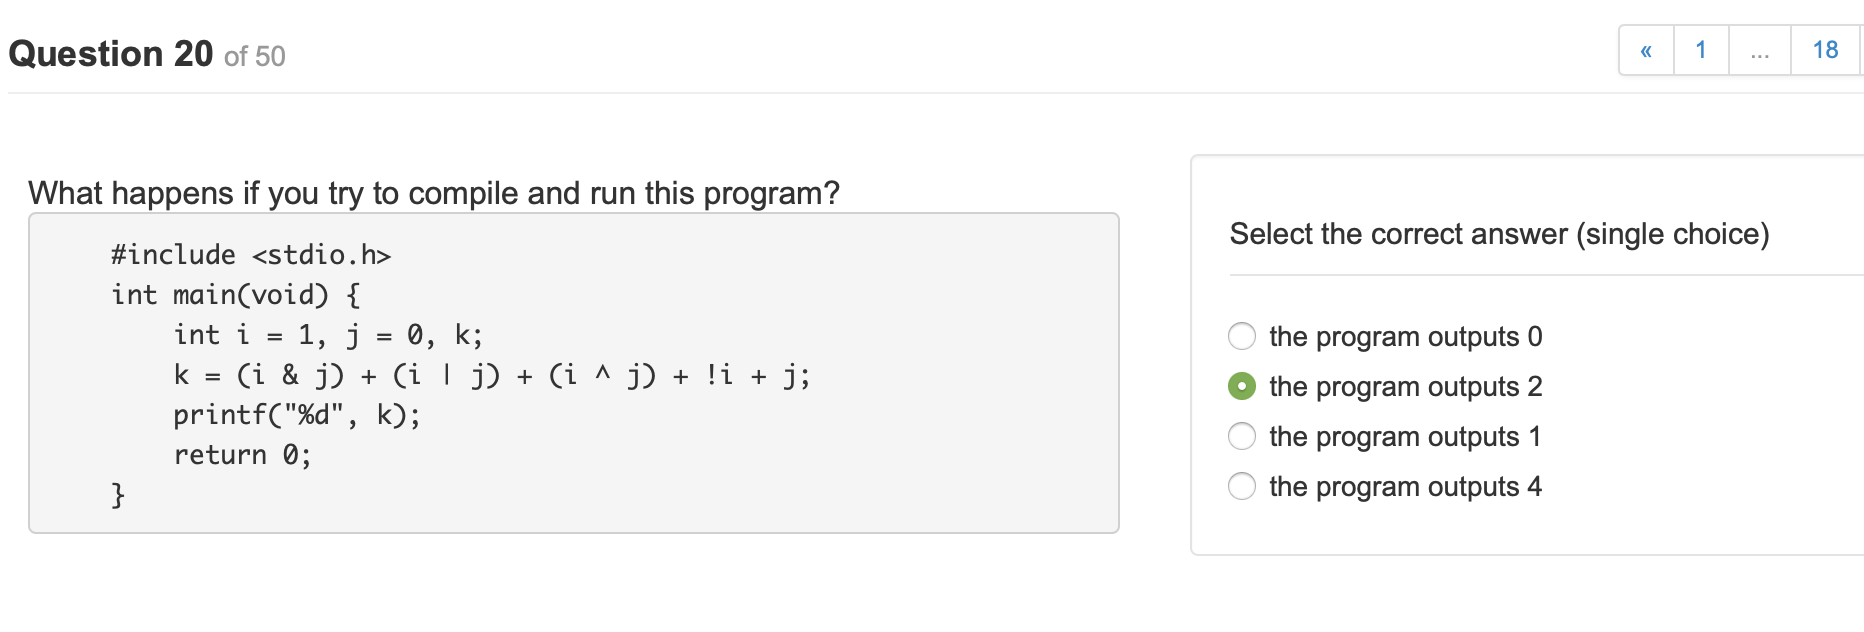 Question 20 of 50
« 1 ... 18
What happens if you try to compile and run this program?
#include <stdio.h>
int main(void) {
    int i = 1, j = 0, k;
    k = (i & j) + (i | j) + (i ^ j) + !i + j;
    printf("%d", k);
    return 0;
}
Select the correct answer (single choice)
the program outputs 0
the program outputs 2
the program outputs 1
the program outputs 4